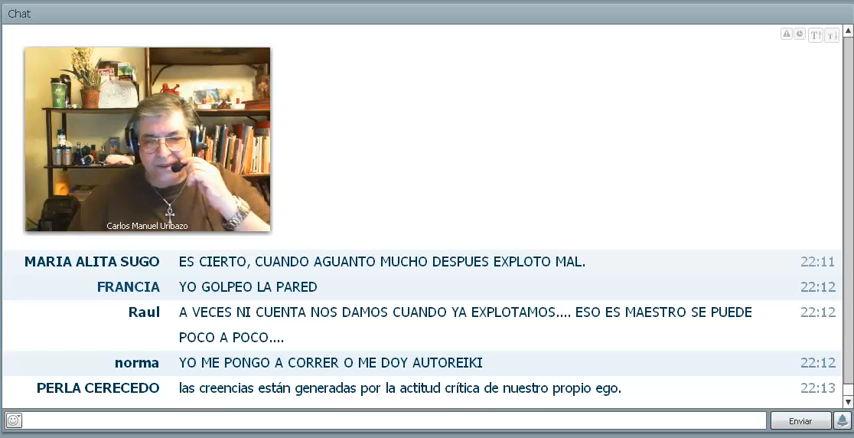 Chat
Carlos Manuel Uribazo
MARIA ALITA SUGO ES CIERTO, CUANDO AGUANTO MUCHO DESPUES EXPLOTO MAL. 22:11
FRANCIA YO GOLPEO LA PARED 22:12
Raul A VECES NI CUENTA NOS DAMOS CUANDO YA EXPLOTAMOS.... ESO ES MAESTRO SE PUEDE 22:12
POCO A POCO....
norma YO ME PONGO A CORRER O ME DOY AUTOREIKI 22:12
PERLA CERECEDO las creencias están generadas por la actitud crítica de nuestro propio ego. 22:13
Enviar